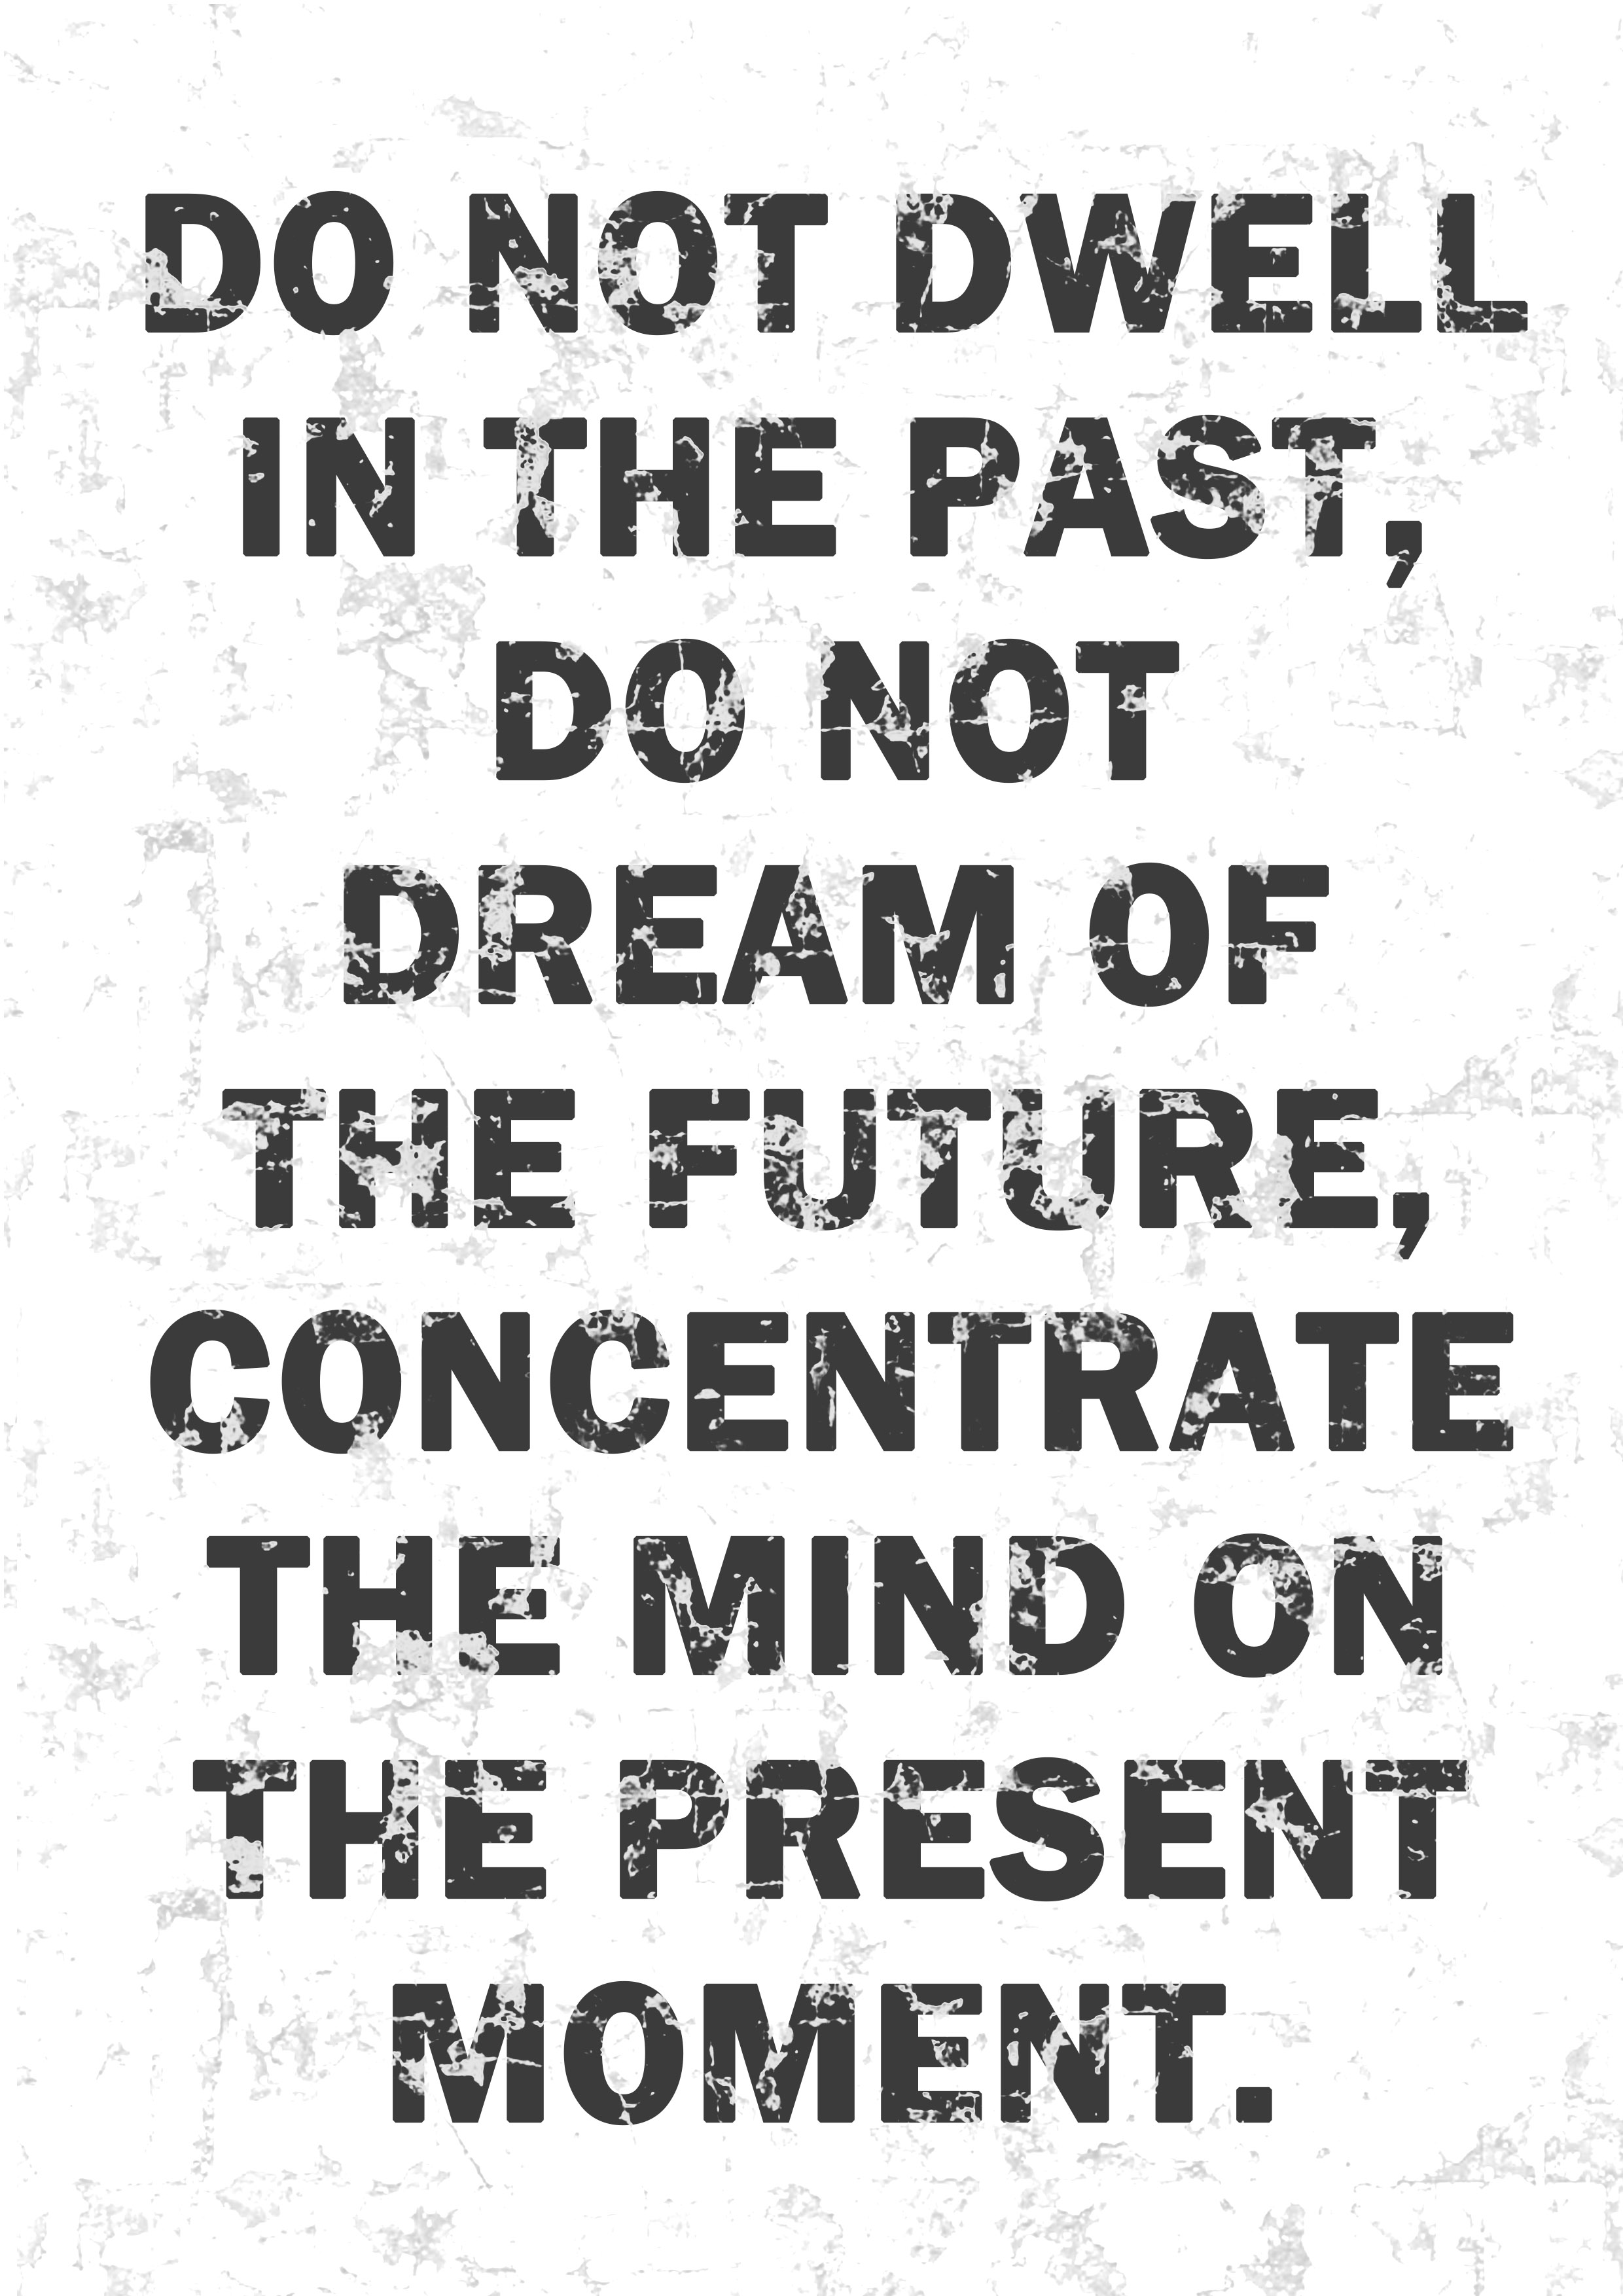 DO NOT DWELL
IN THE PAST,
DO NOT
DREAM OF
THE FUTURE,
CONCENTRATE
THE MIND ON
THE PRESENT
MOMENT.